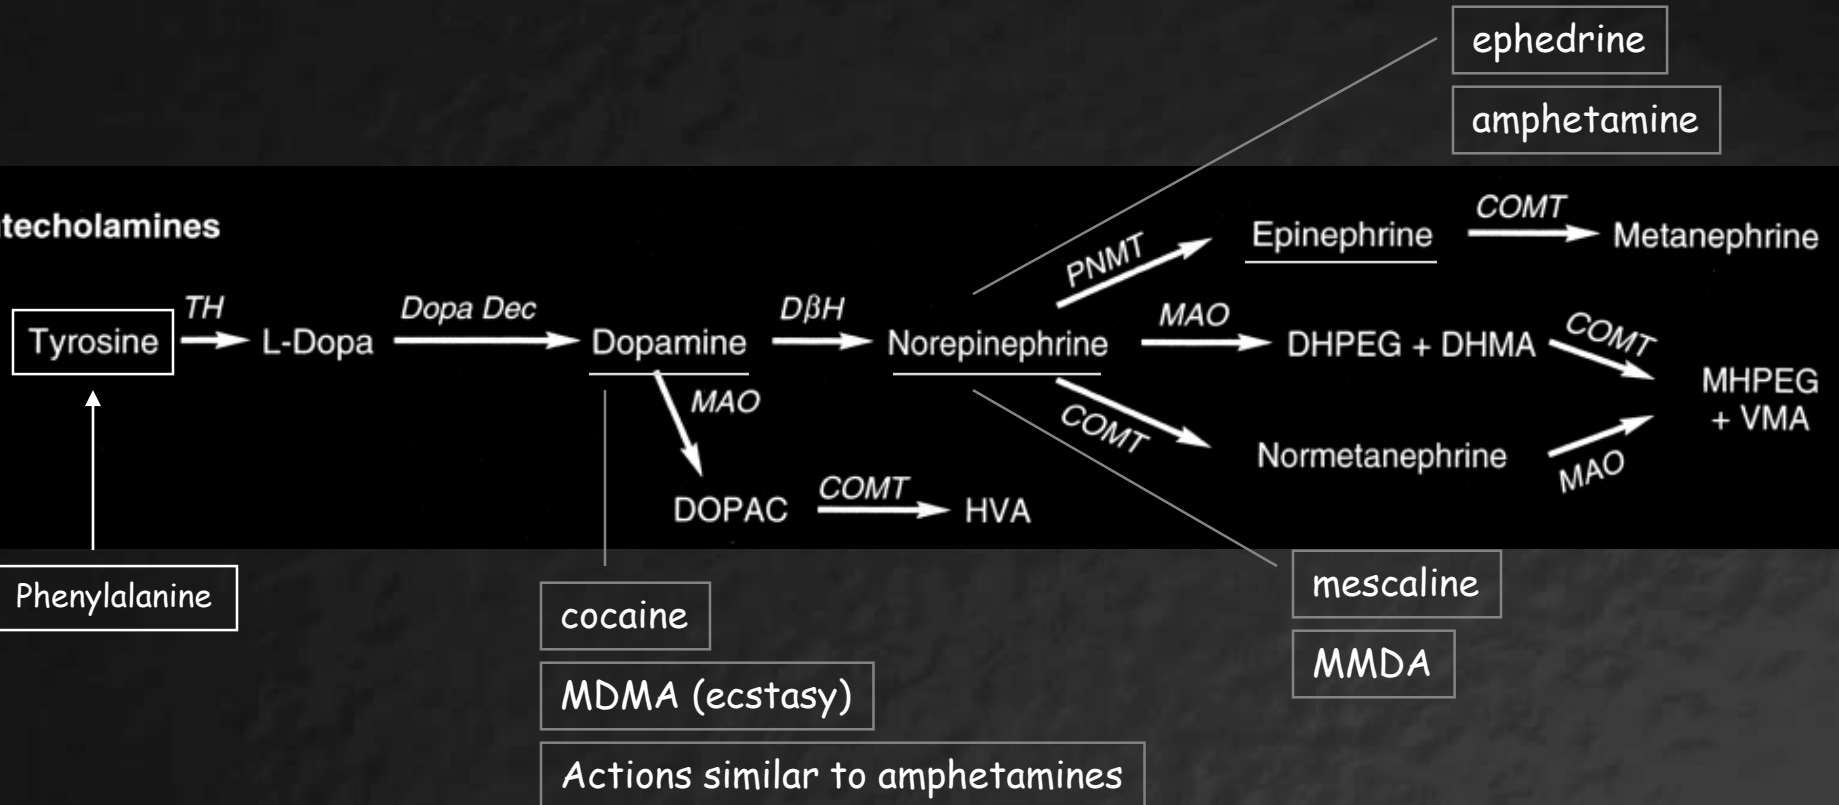 ephedrine
amphetamine
techolamines
COMT
Epinephrine
Metanephrine
PNMT
TH
Dopa Dec
DβH
MAO
COMT
Tyrosine
L-Dopa
Dopamine
Norepinephrine
DHPEG + DHMA
MHPEG
+ VMA
MAO
COMT
Normetanephrine
MAO
COMT
DOPAC
HVA
Phenylalanine
cocaine
MDMA (ecstasy)
Actions similar to amphetamines
mescaline
MMDA